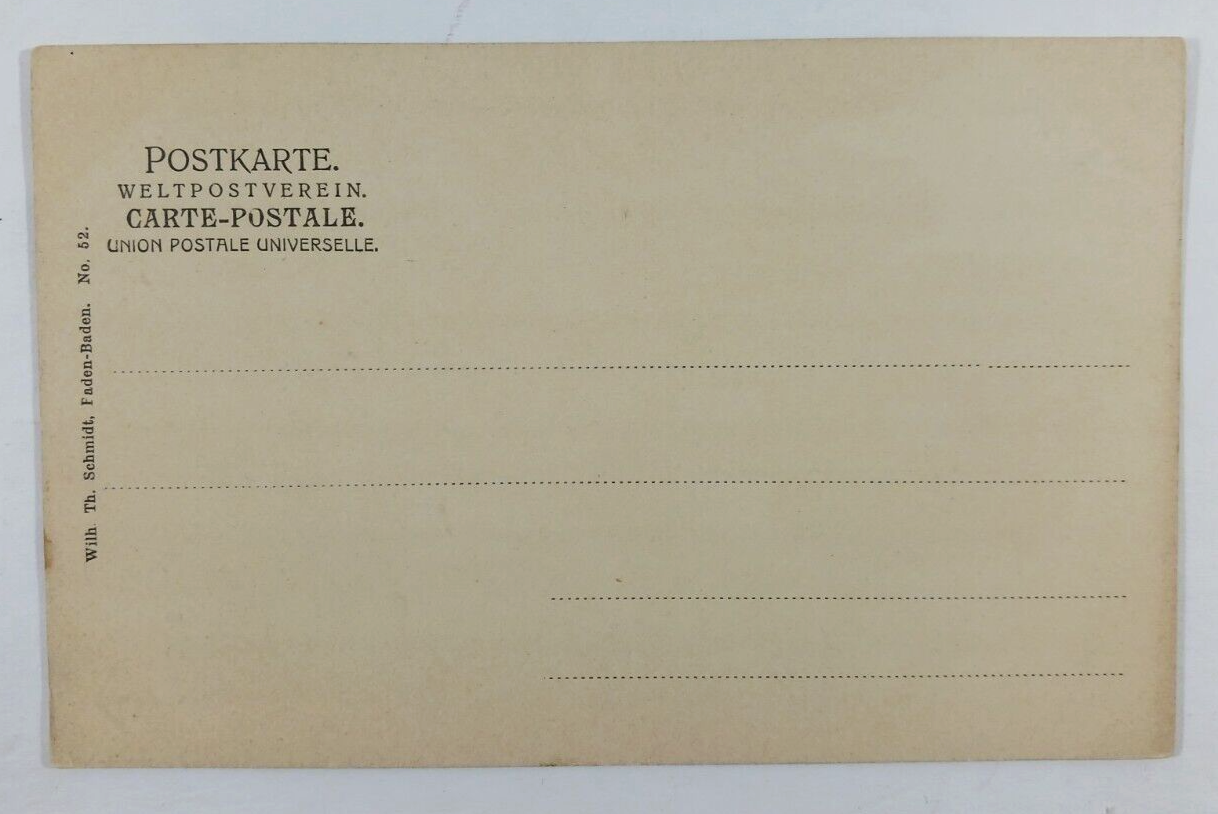 POSTKARTE.
WELTPOSTVEREIN.
CARTE-POSTALE.
UNION POSTALE UNIVERSELLE.
Wilh Th. Schmidt, Faden-Baden. No. 52.